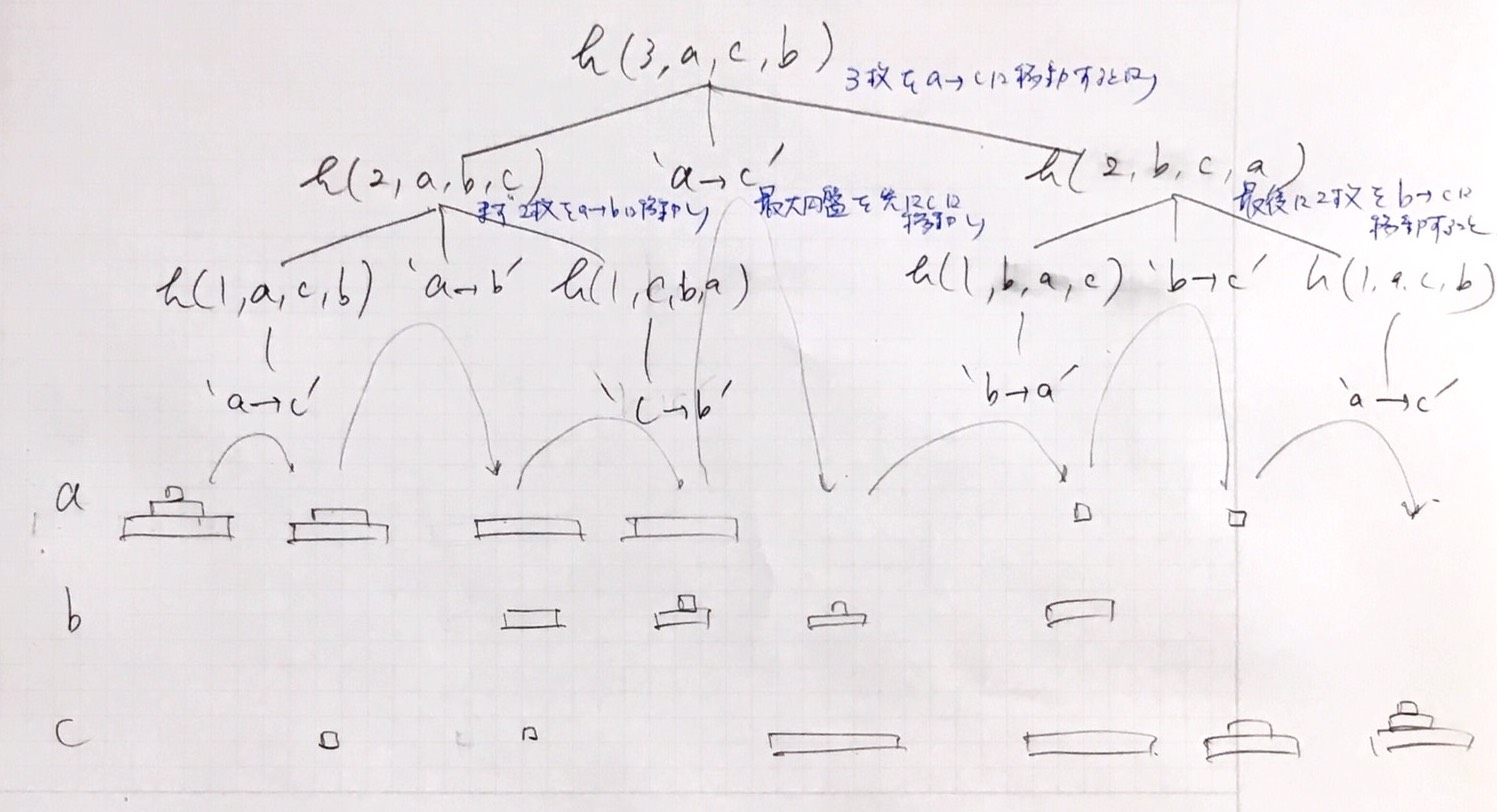 h(3,a,c,b)
3枚をa→cに移動するには
h(2,a,b,c)
'a→c'
h(2,b,c,a)
まず2枚をa→bに移動し
最大円盤を先にcに
移動し
最後に2枚をb→cに
移動すること
h(1,a,c,b) 'a→b' h(1,c,b,a)
h(1,b,a,c) 'b→c' h(1,a,c,b)
'a→c' 'c→b' 'b→a' 'a→c'
a
b
c